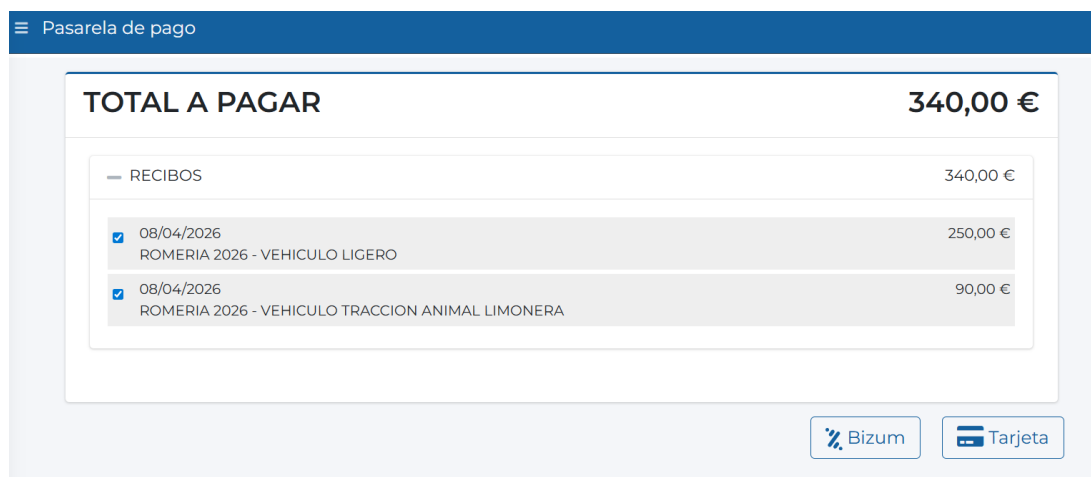 Pasarela de pago
TOTAL A PAGAR 340,00 €
RECIBOS 340,00 €
08/04/2026 250,00 €
ROMERIA 2026 - VEHICULO LIGERO
08/04/2026 90,00 €
ROMERIA 2026 - VEHICULO TRACCION ANIMAL LIMONERA
Bizum Tarjeta